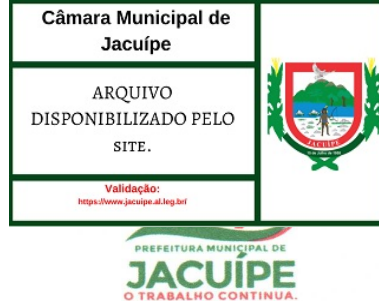 Câmara Municipal de
Jacuípe
ARQUIVO
DISPONIBILIZADO PELO
SITE.
Validação:
https://www.jacuipe.al.leg.br/
JACUÍPE
PREFEITURA MUNICIPAL DE
JACUÍPE
O TRABALHO CONTINUA.